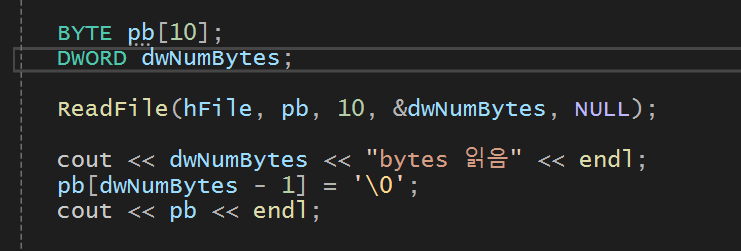 BYTE pb[10];
DWORD dwNumBytes;
ReadFile(hFile, pb, 10, &dwNumBytes, NULL);
cout << dwNumBytes << "bytes 읽음" << endl;
pb[dwNumBytes - 1] = '\0';
cout << pb << endl;